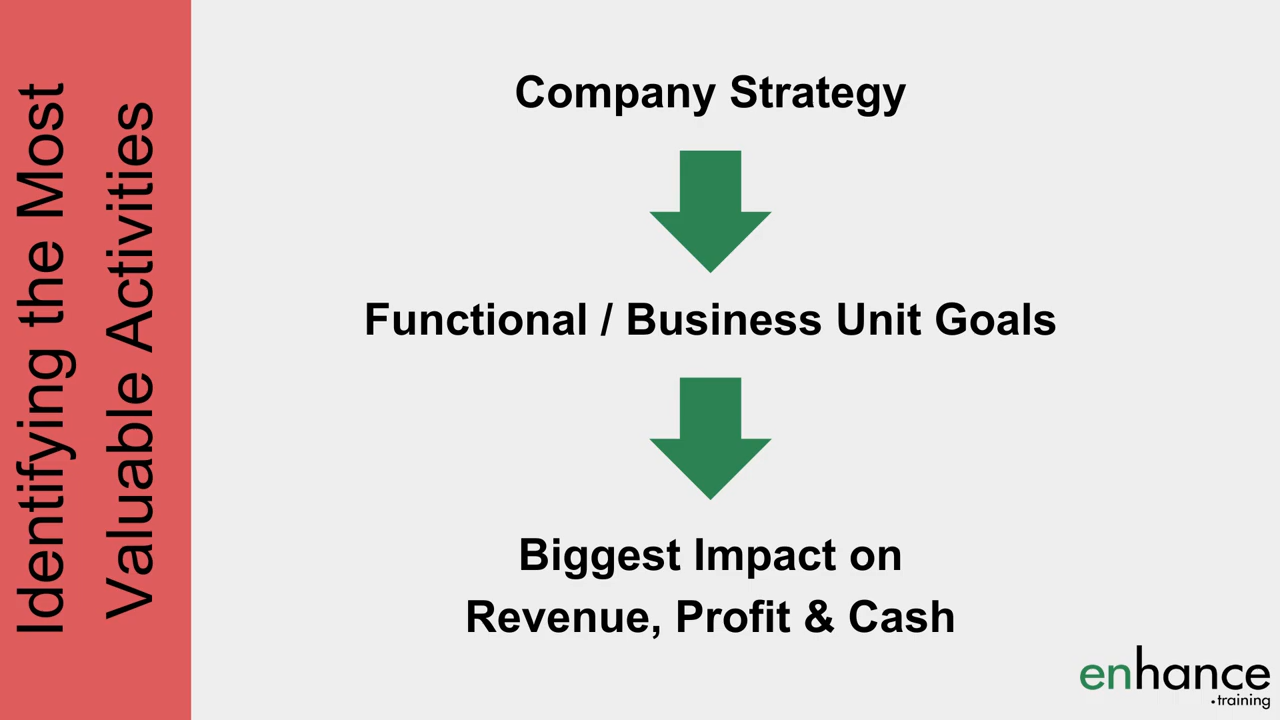 Identifying the Most
Valuable Activities
Company Strategy
Functional / Business Unit Goals
Biggest Impact on
Revenue, Profit & Cash
enhance
.training